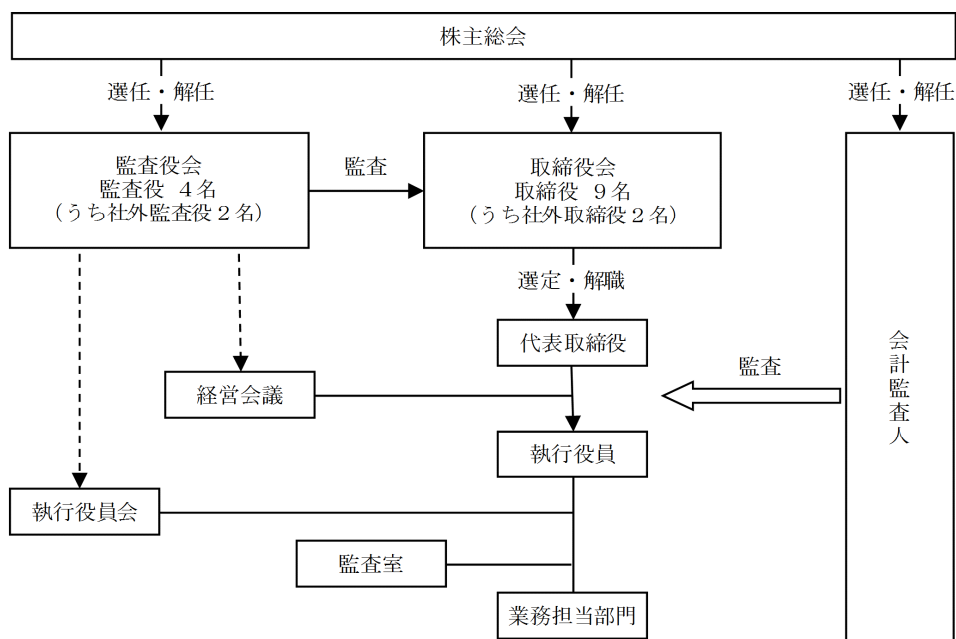 株主総会
選任・解任
選任・解任
選任・解任
監査役会
監査役 4名
（うち社外監査役2名）
監査
取締役会
取締役 9名
（うち社外取締役2名）
選定・解職
代表取締役
監査
経営会議
会計監査人
執行役員
執行役員会
監査室
業務担当部門